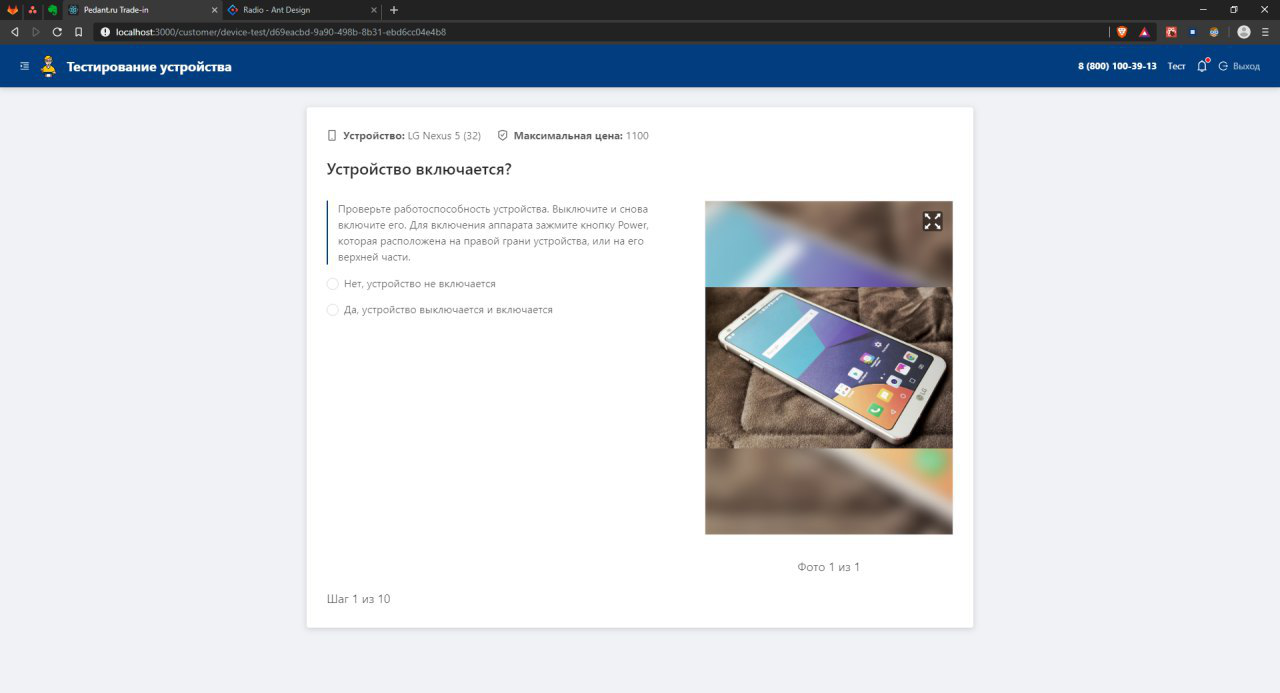 Pedant.ru Trade-in
Radio - Ant Design
localhost:3000/customer/device-test/d69eacbd-9a90-498b-8b31-ebd6cc04e4b8
Тестирование устройства
8 (800) 100-39-13 Тест Выход
Устройство: LG Nexus 5 (32) Максимальная цена: 1100
Устройство включается?
Проверьте работоспособность устройства. Выключите и снова
включите его. Для включения аппарата зажмите кнопку Power,
которая расположена на правой грани устройства, или на его
верхней части.
Нет, устройство не включается
Да, устройство выключается и включается
LG
Фото 1 из 1
Шаг 1 из 10